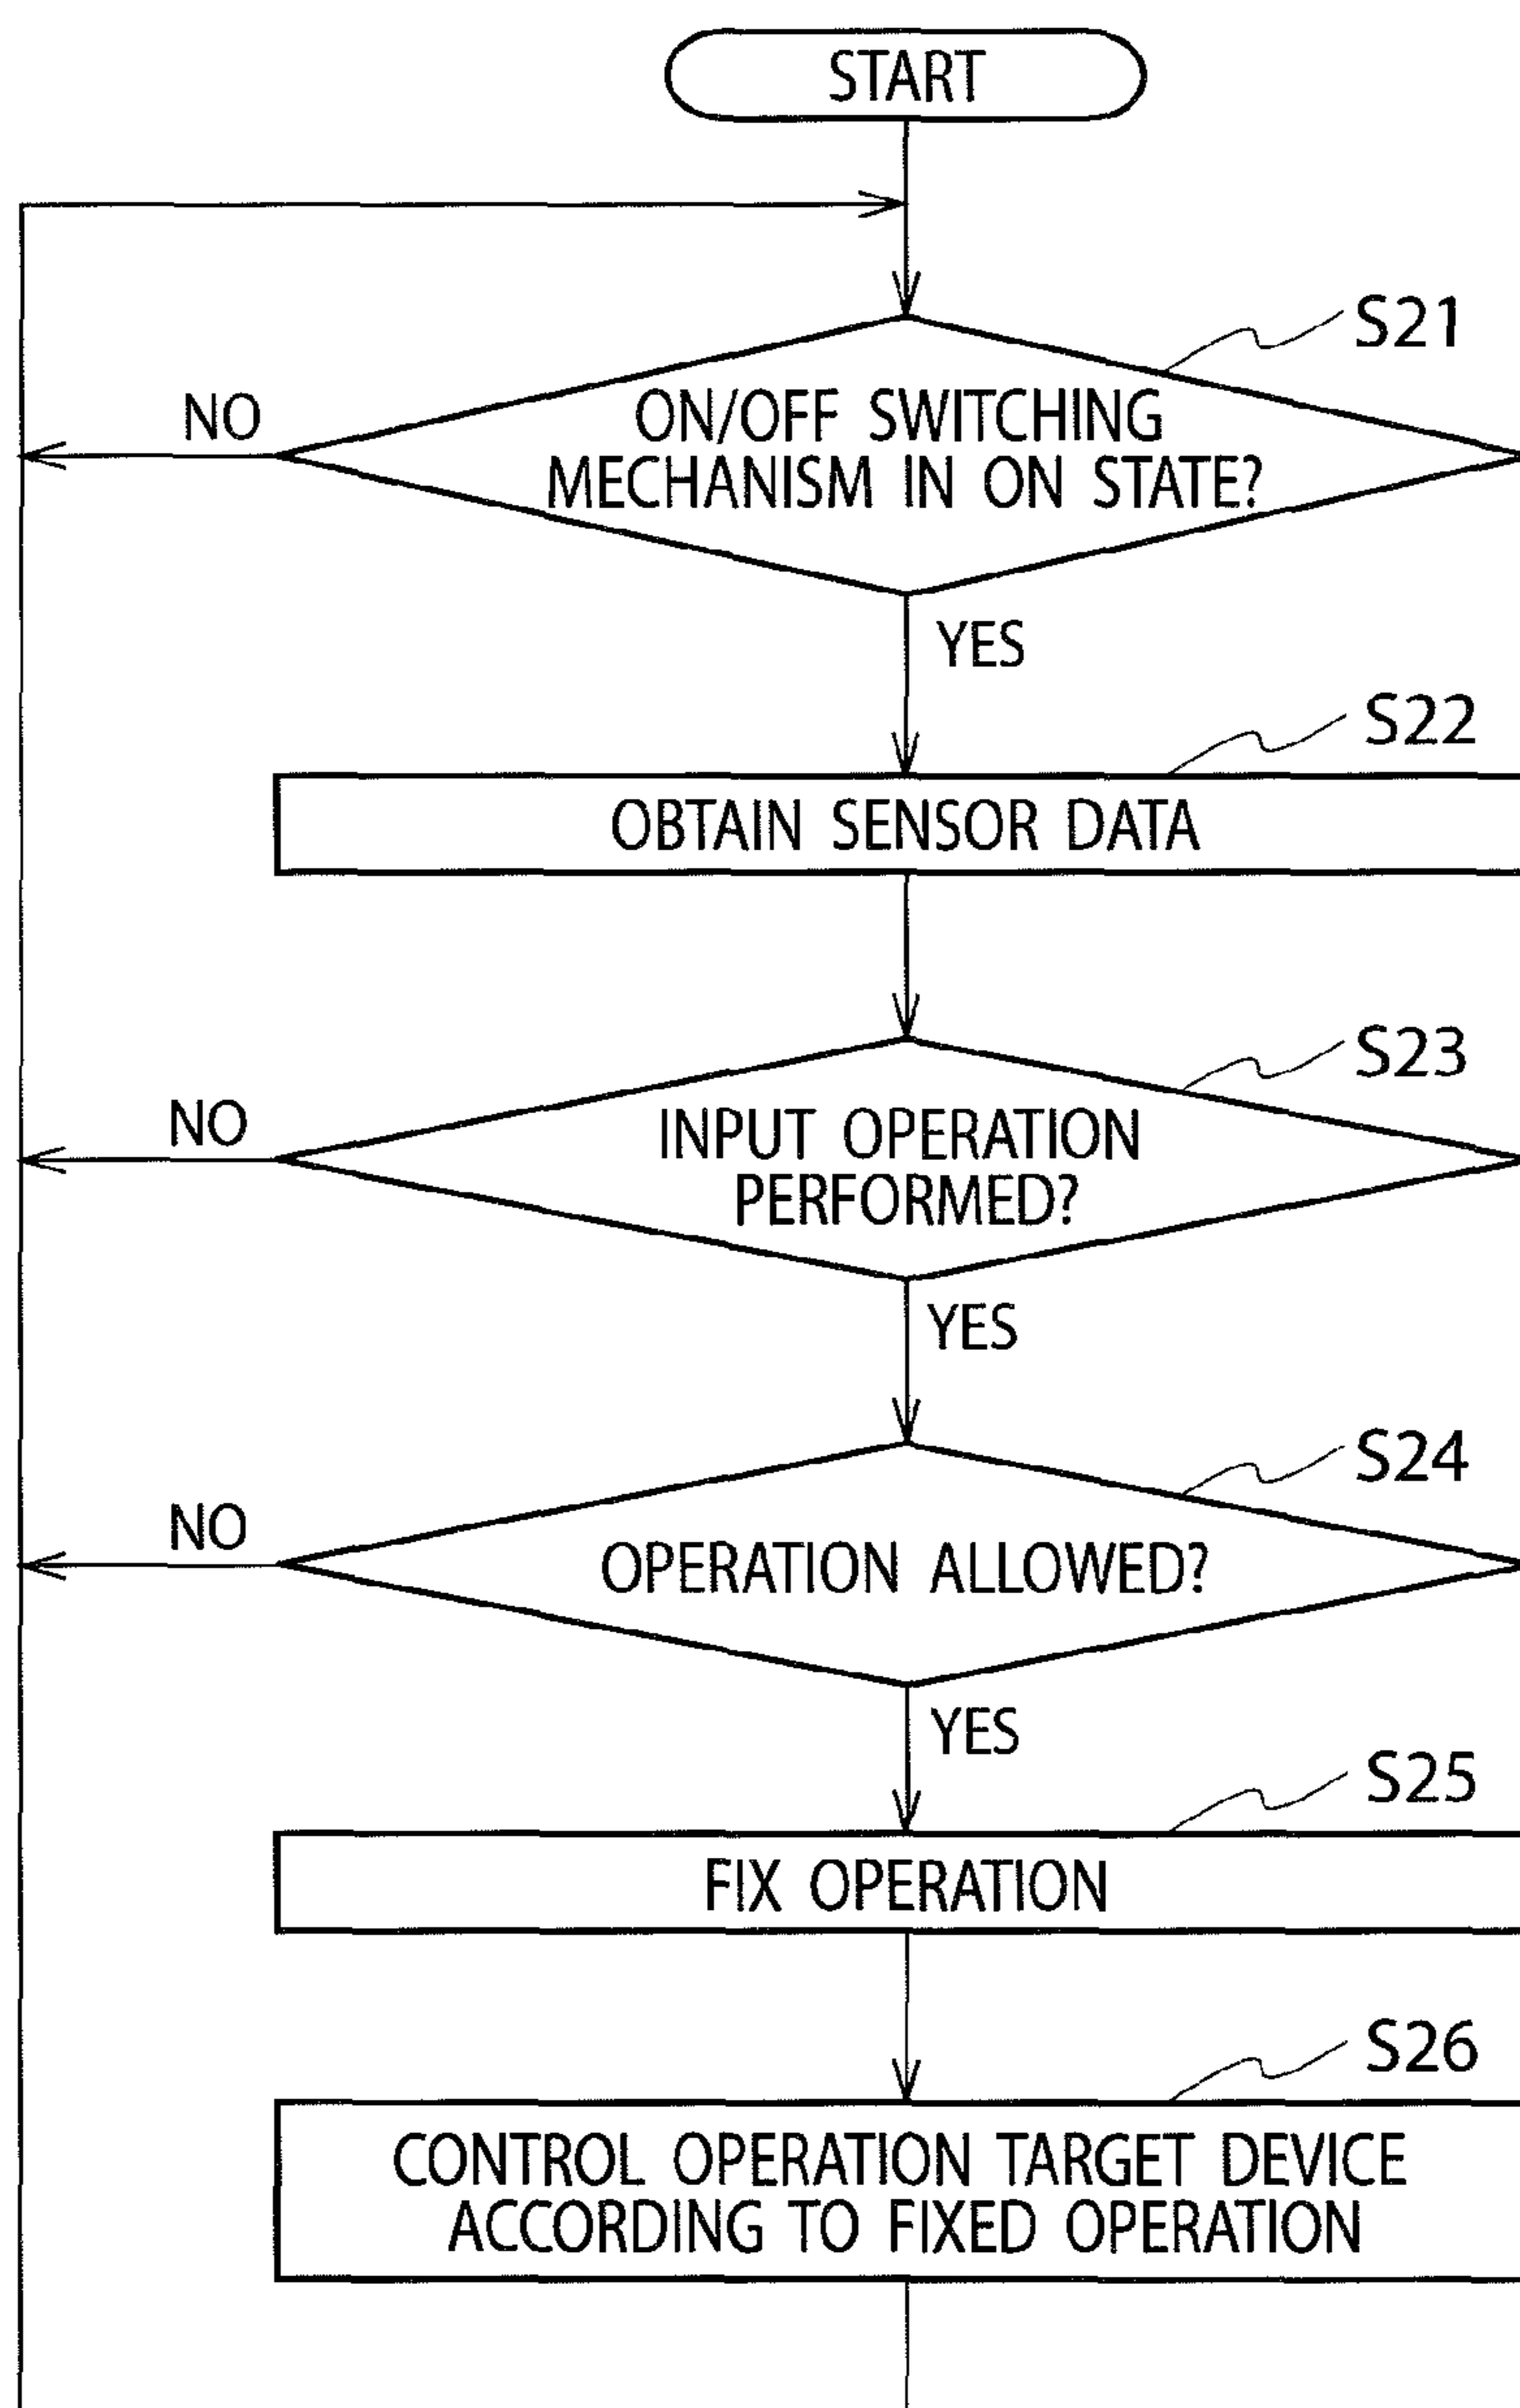 START
S21
ON/OFF SWITCHING
MECHANISM IN ON STATE?
NO
YES
S22
OBTAIN SENSOR DATA
S23
INPUT OPERATION
PERFORMED?
NO
YES
S24
OPERATION ALLOWED?
NO
YES
S25
FIX OPERATION
S26
CONTROL OPERATION TARGET DEVICE
ACCORDING TO FIXED OPERATION